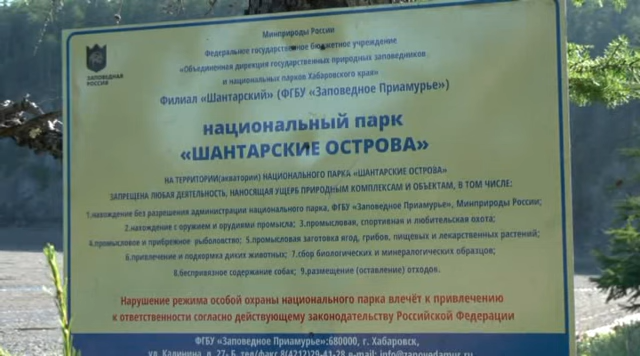 ЗАПОВЕДНАЯ
РОССИЯ
Минприроды России
Федеральное государственное бюджетное учреждение
«Объединенная дирекция государственных природных заповедников
и национальных парков Хабаровского края»
Филиал «Шантарский» (ФГБУ «Заповедное Приамурье»)
национальный парк
«ШАНТАРСКИЕ ОСТРОВА»
НА ТЕРРИТОРИИ(акватории) НАЦИОНАЛЬНОГО ПАРКА «ШАНТАРСКИЕ ОСТРОВА»
ЗАПРЕЩЕНА ЛЮБАЯ ДЕЯТЕЛЬНОСТЬ, НАНОСЯЩАЯ УЩЕРБ ПРИРОДНЫМ КОМПЛЕКСАМ И ОБЪЕКТАМ, В ТОМ ЧИСЛЕ:
1.нахождение без разрешения администрации национального парка, ФГБУ «Заповедное Приамурье», Минприроды России;
2.нахождение с оружием и орудиями промысла 3.промысловая, спортивная и любительская охота;
4.промысловое и прибрежное рыболовство; 5.промысловая заготовка ягод, грибов, пищевых и лекарственных растений;
6.привлечение и подкормка диких животных; 7.сбор биологических и минералогических образцов;
8.беспривязное содержание собак; 9.размещение (оставление) отходов.
Нарушение режима особой охраны национального парка влечёт к привлечению
к ответственности согласно действующему законодательству Российской Федерации
ФГБУ «Заповедное Приамурье»:680000, г. Хабаровск,
ул. Калинина, д. 27- Б, тел/факс 8(4212)29-41-28 e-mail: info@zapovedamur.ru